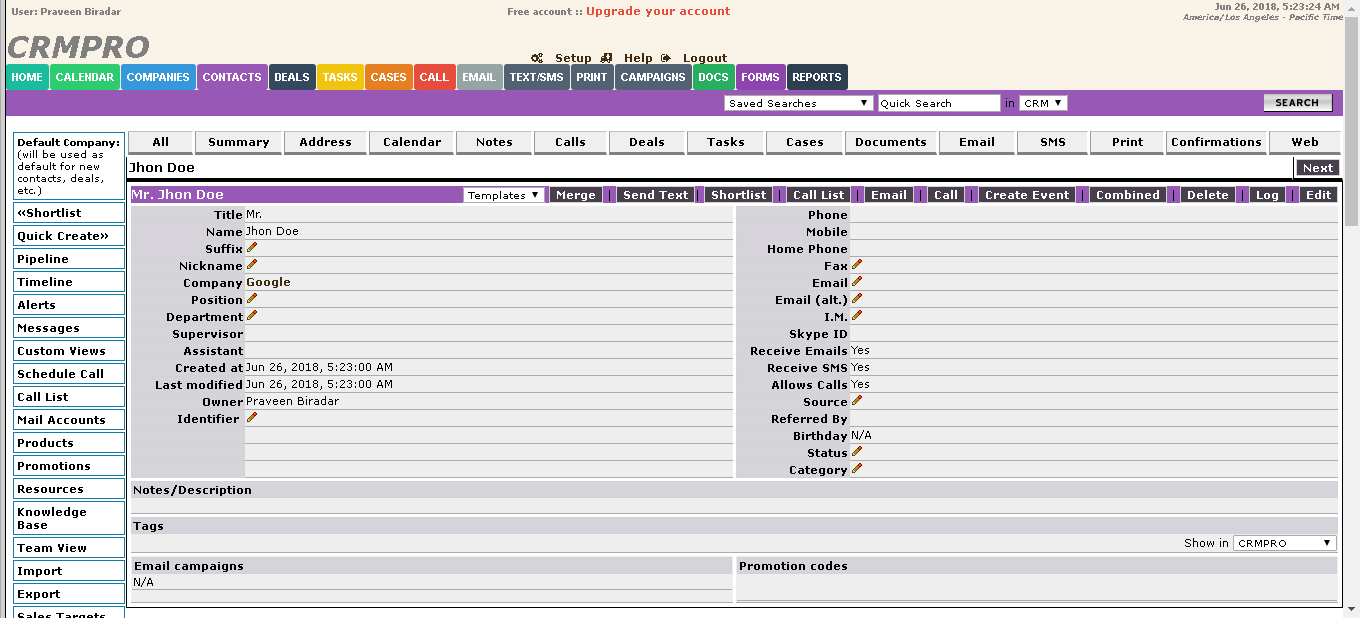 User: Praveen Biradar
Free account :: Upgrade your account
Jun 26, 2018, 5:23:24 AM
America/Los Angeles - Pacific Time
CRMPRO
Setup Help Logout
HOME CALENDAR COMPANIES CONTACTS DEALS TASKS CASES CALL EMAIL TEXT/SMS PRINT CAMPAIGNS DOCS FORMS REPORTS
Saved Searches Quick Search in CRM SEARCH
Default Company:
(will be used as
default for new
contacts, deals,
etc.)
«Shortlist
Quick Create»
Pipeline
Timeline
Alerts
Messages
Custom Views
Schedule Call
Call List
Mail Accounts
Products
Promotions
Resources
Knowledge
Base
Team View
Import
Export
Sales Targets
All Summary Address Calendar Notes Calls Deals Tasks Cases Documents Email SMS Print Confirmations Web
Jhon Doe Next
Mr. Jhon Doe Templates Merge | Send Text | Shortlist | Call List | Email | Call | Create Event | Combined | Delete | Log | Edit
Title Mr.
Name Jhon Doe
Suffix
Nickname
Company Google
Position
Department
Supervisor
Assistant
Created at Jun 26, 2018, 5:23:00 AM
Last modified Jun 26, 2018, 5:23:00 AM
Owner Praveen Biradar
Identifier
Phone
Mobile
Home Phone
Fax
Email
Email (alt.)
I.M.
Skype ID
Receive Emails Yes
Receive SMS Yes
Allows Calls Yes
Source
Referred By
Birthday N/A
Status
Category
Notes/Description
Tags
Show in CRMPRO
Email campaigns
N/A
Promotion codes